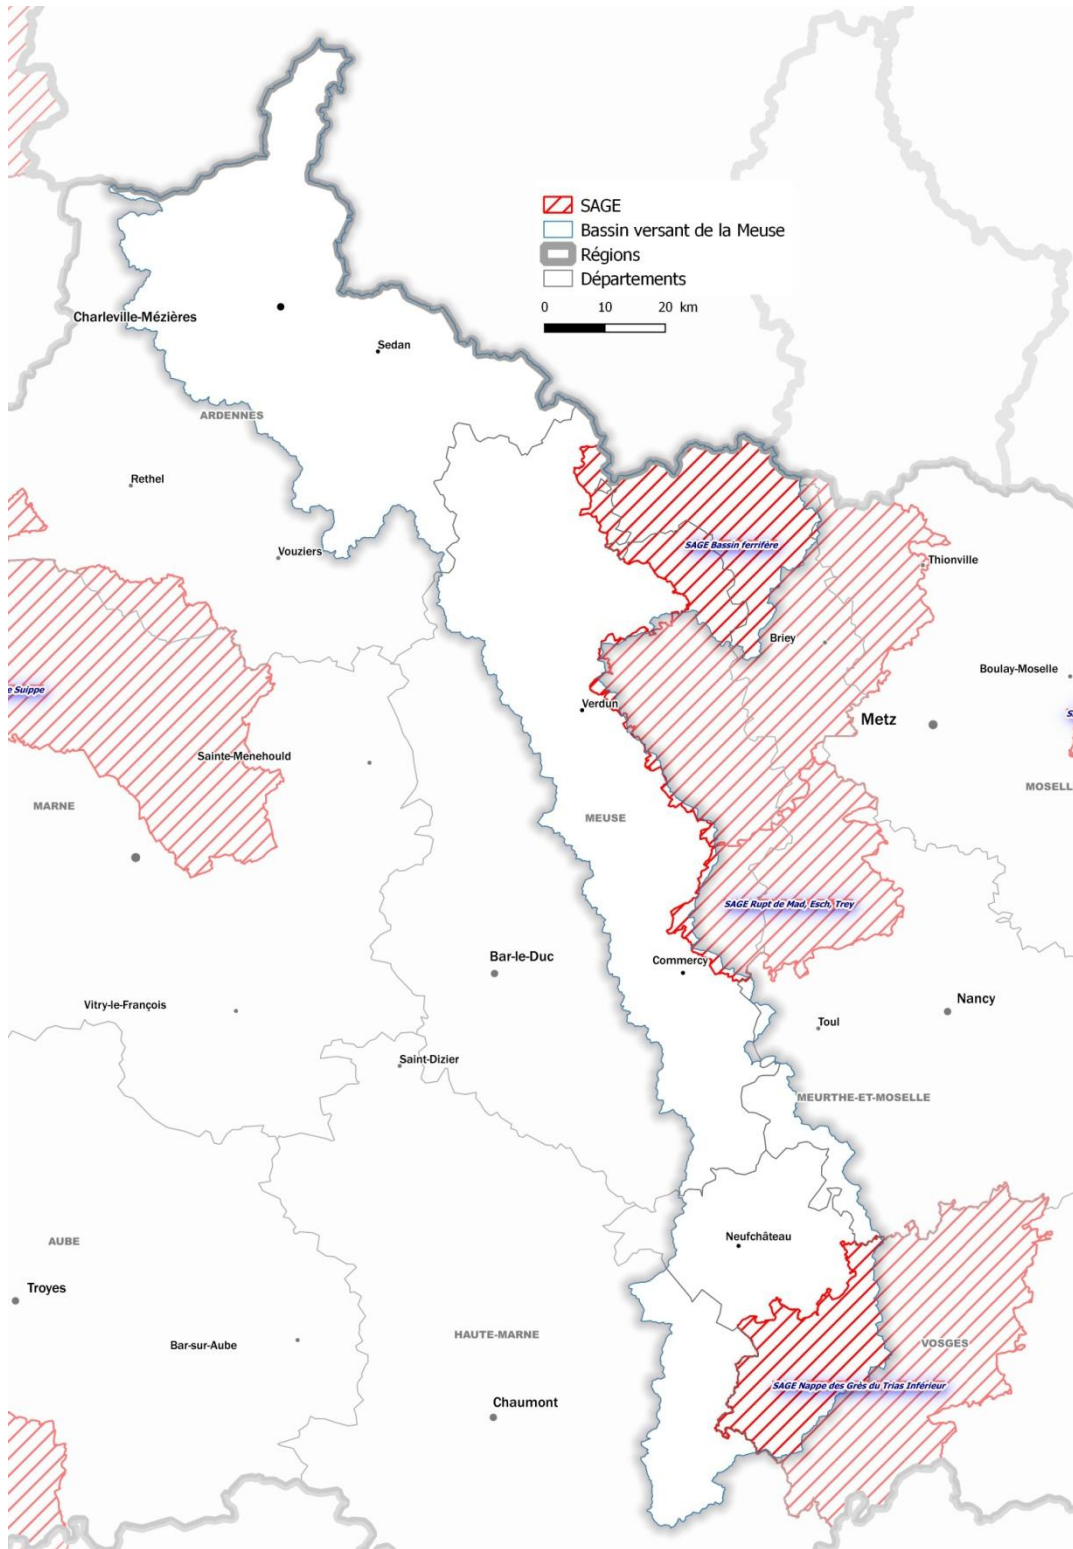 SAGE
Bassin versant de la Meuse
Régions
Départements
0 10 20 km
Charleville-Mézières
Sedan
ARDENNES
Rethel
Vouziers
SAGE Bassin ferrifère
Thionville
Briey
Boulay-Moselle
e Suippe
Verdun
Metz
Sainte-Menehould
MOSELL
MARNE
MEUSE
SAGE Rupt de Mad, Esch, Trey
Bar-le-Duc
Commercy
Vitry-le-François
Nancy
Toul
Saint-Dizier
MEURTHE-ET-MOSELLE
AUBE
Neufchâteau
Troyes
HAUTE-MARNE
Bar-sur-Aube
VOSGES
SAGE Nappe des Grès du Trias Inférieur
Chaumont